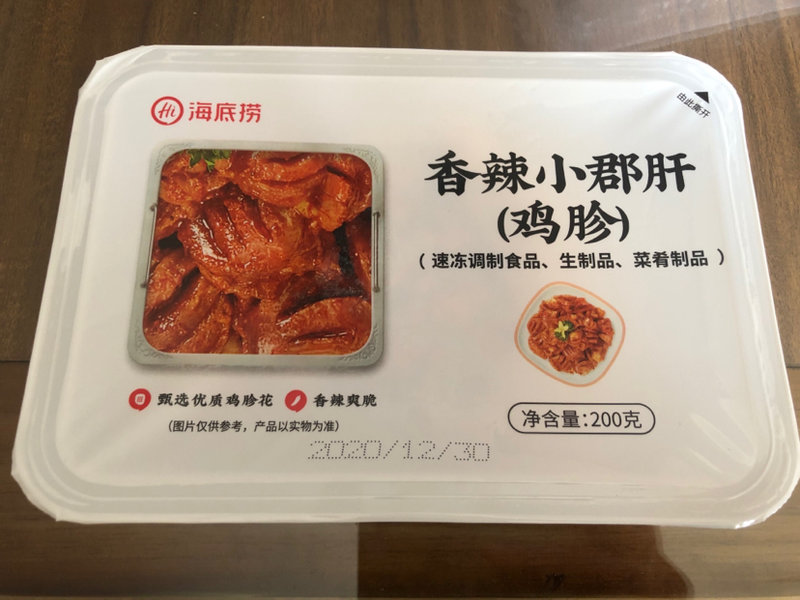 Hi 海底捞
由此撕开
香辣小郡肝
(鸡胗)
（ 速冻调制食品、生制品、菜肴制品 ）
甄选优质鸡胗花 香辣爽脆
(图片仅供参考，产品以实物为准)
净含量：200克
2020/12/30